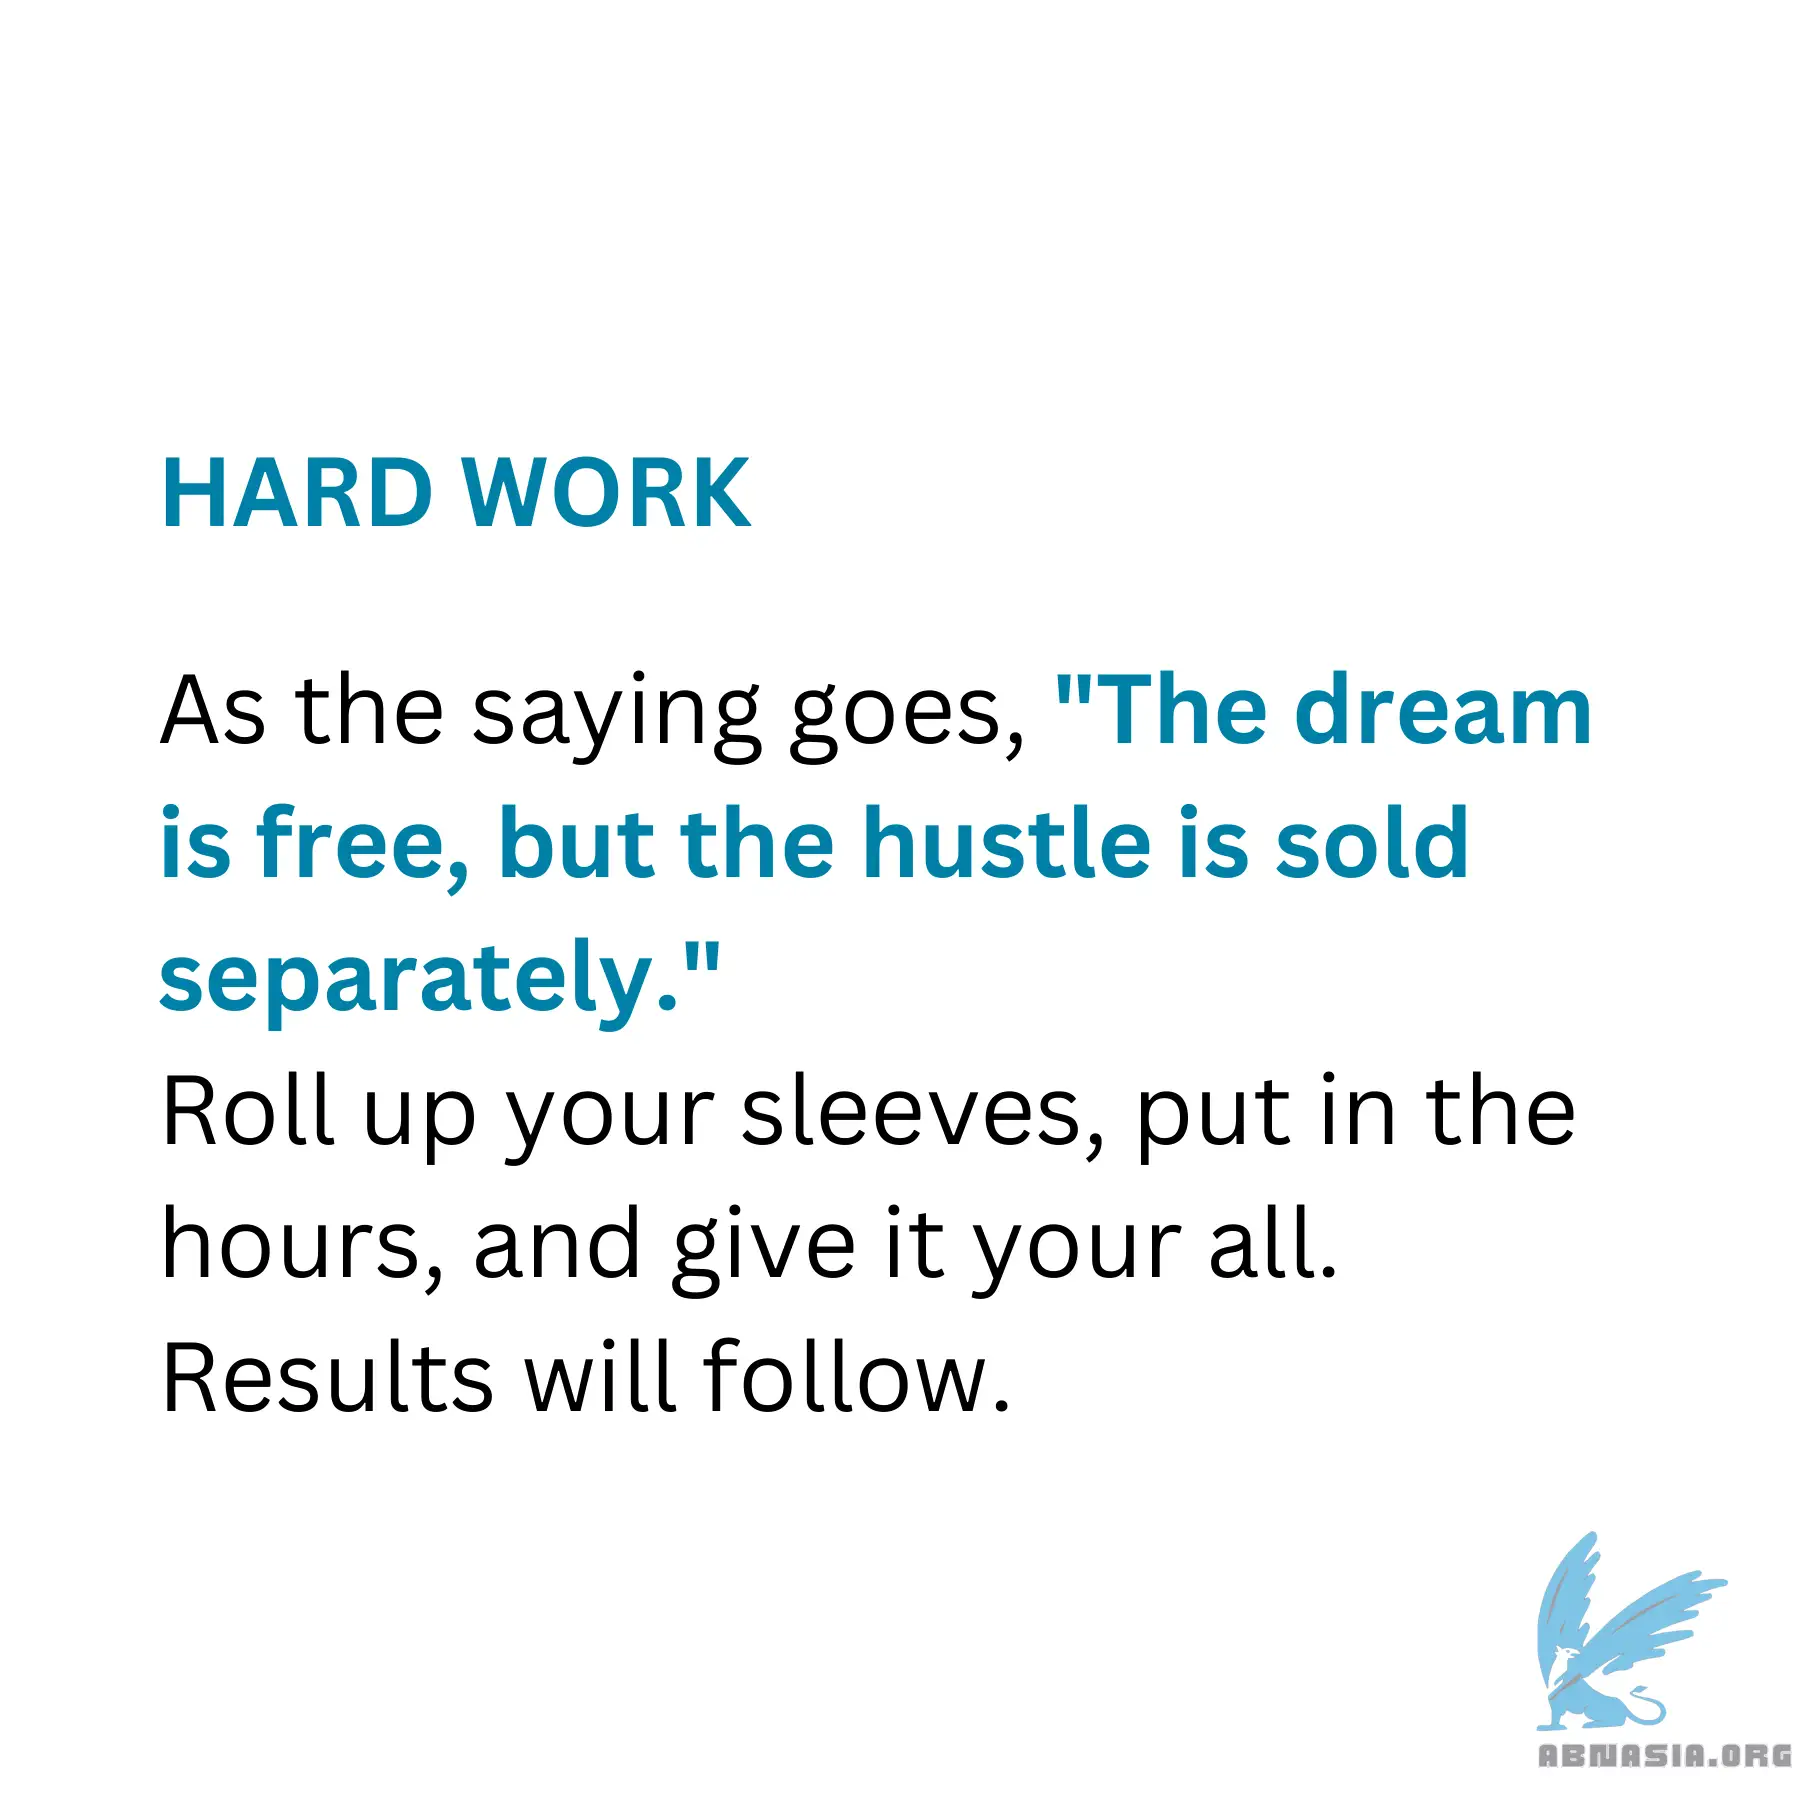 HARD WORK
As the saying goes, "The dream
is free, but the hustle is sold
separately."
Roll up your sleeves, put in the
hours, and give it your all.
Results will follow.
ABNASIA.ORG